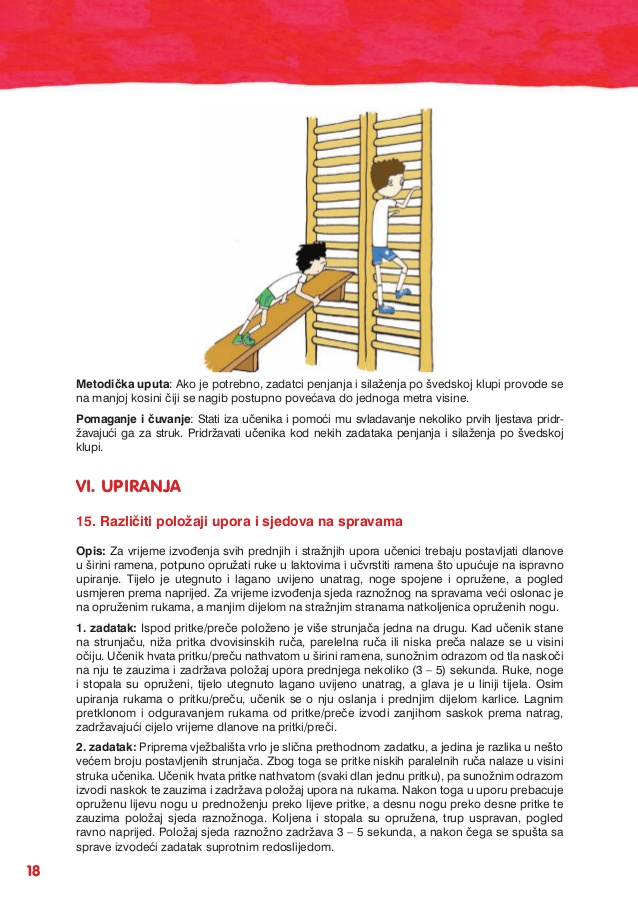 Metodička uputa: Ako je potrebno, zadatci penjanja i silaženja po švedskoj klupi provode se
na manjoj kosini čiji se nagib postupno povećava do jednoga metra visine.
Pomaganje i čuvanje: Stati iza učenika i pomoći mu svladavanje nekoliko prvih ljestava pridr-
žavajući ga za struk. Pridržavati učenika kod nekih zadataka penjanja i silaženja po švedskoj
klupi.
VI. UPIRANJA
15. Različiti položaji upora i sjedova na spravama
Opis: Za vrijeme izvođenja svih prednjih i stražnjih upora učenici trebaju postavljati dlanove
u širini ramena, potpuno opružati ruke u laktovima i učvrstiti ramena što upućuje na ispravno
upiranje. Tijelo je utegnuto i lagano uvijeno unatrag, noge spojene i opružene, a pogled
usmjeren prema naprijed. Za vrijeme izvođenja sjeda raznožnog na spravama veći oslonac je
na opruženim rukama, a manjim dijelom na stražnjim stranama natkoljenica opruženih nogu.
1. zadatak: Ispod pritke/preče položeno je više strunjača jedna na drugu. Kad učenik stane
na strunjaču, niža pritka dvovisinskih ruča, parelelna ruča ili niska preča nalaze se u visini
očiju. Učenik hvata pritku/preču nathvatom u širini ramena, sunožnim odrazom od tla naskoči
na nju te zauzima i zadržava položaj upora prednjega nekoliko (3 – 5) sekunda. Ruke, noge
i stopala su opruženi, tijelo utegnuto lagano uvijeno unatrag, a glava je u liniji tijela. Osim
upiranja rukama o pritku/preču, učenik se o nju oslanja i prednjim dijelom karlice. Lagnim
pretklonom i odguravanjem rukama od pritke/preče izvodi zanjihom saskok prema natrag,
zadržavajući cijelo vrijeme dlanove na pritki/preči.
2. zadatak: Priprema vježbališta vrlo je slična prethodnom zadatku, a jedina je razlika u nešto
većem broju postavljenih strunjača. Zbog toga se pritke niskih paralelnih ruča nalaze u visini
struka učenika. Učenik hvata pritke nathvatom (svaki dlan jednu pritku), pa sunožnim odrazom
izvodi naskok te zauzima i zadržava položaj upora na rukama. Nakon toga u uporu prebacuje
opruženu lijevu nogu u prednoženju preko lijeve pritke, a desnu nogu preko desne pritke te
zauzima položaj sjeda raznožnoga. Koljena i stopala su opružena, trup uspravan, pogled
ravno naprijed. Položaj sjeda raznožno zadržava 3 – 5 sekunda, a nakon čega se spušta sa
sprave izvodeći zadatak suprotnim redoslijedom.
18